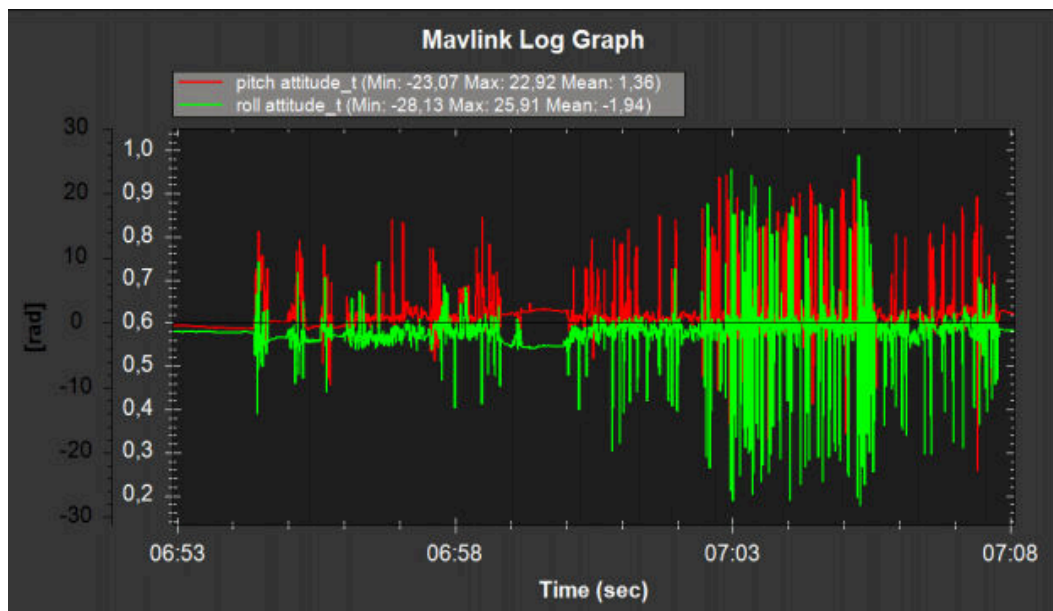 Mavlink Log Graph
pitch attitude_t (Min: -23,07 Max: 22,92 Mean: 1,36)
roll attitude_t (Min: -28,13 Max: 25,91 Mean: -1,94)
30
1,0
0,9
20
0,8
10
0,7
0
0,6
[rad]
0,5
-10
0,4
0,3
-20
0,2
-30
06:53 06:58 07:03 07:08
Time (sec)